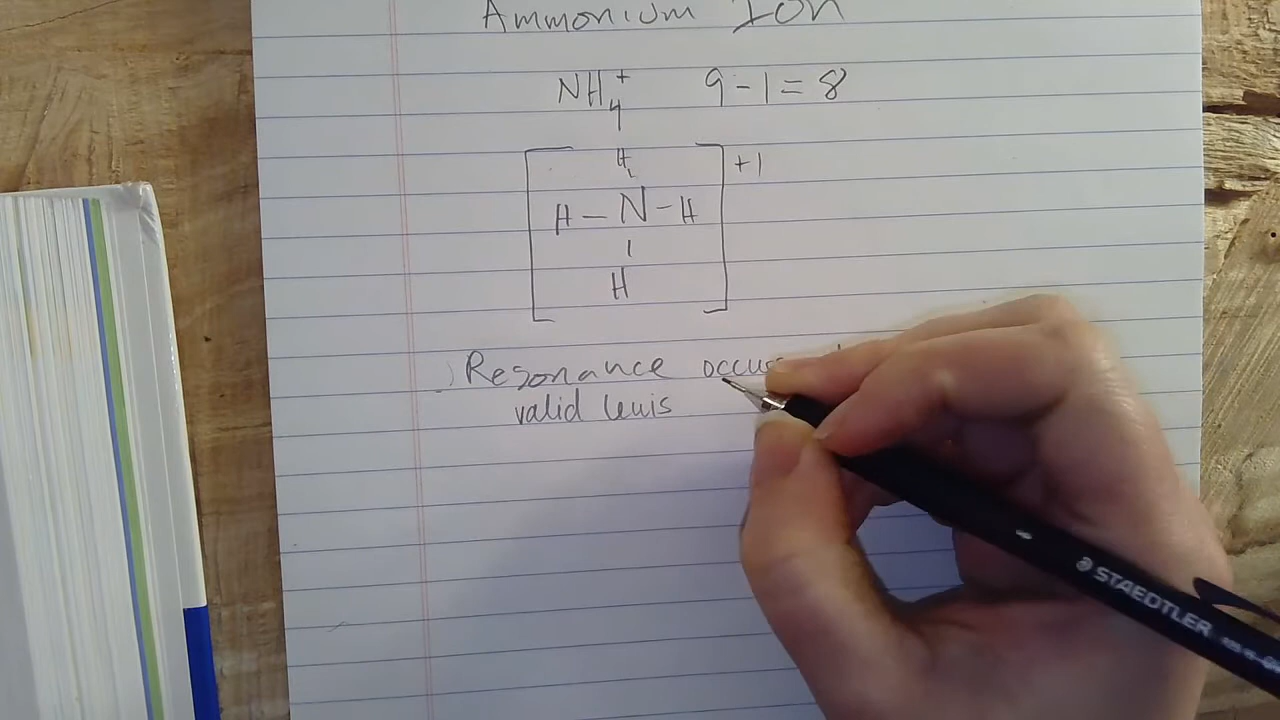 Ammonium Ion
NH4+ 9 - 1 = 8
H
H - N - H
H
+1
Resonance occurs
valid lewis
STAEDTLER